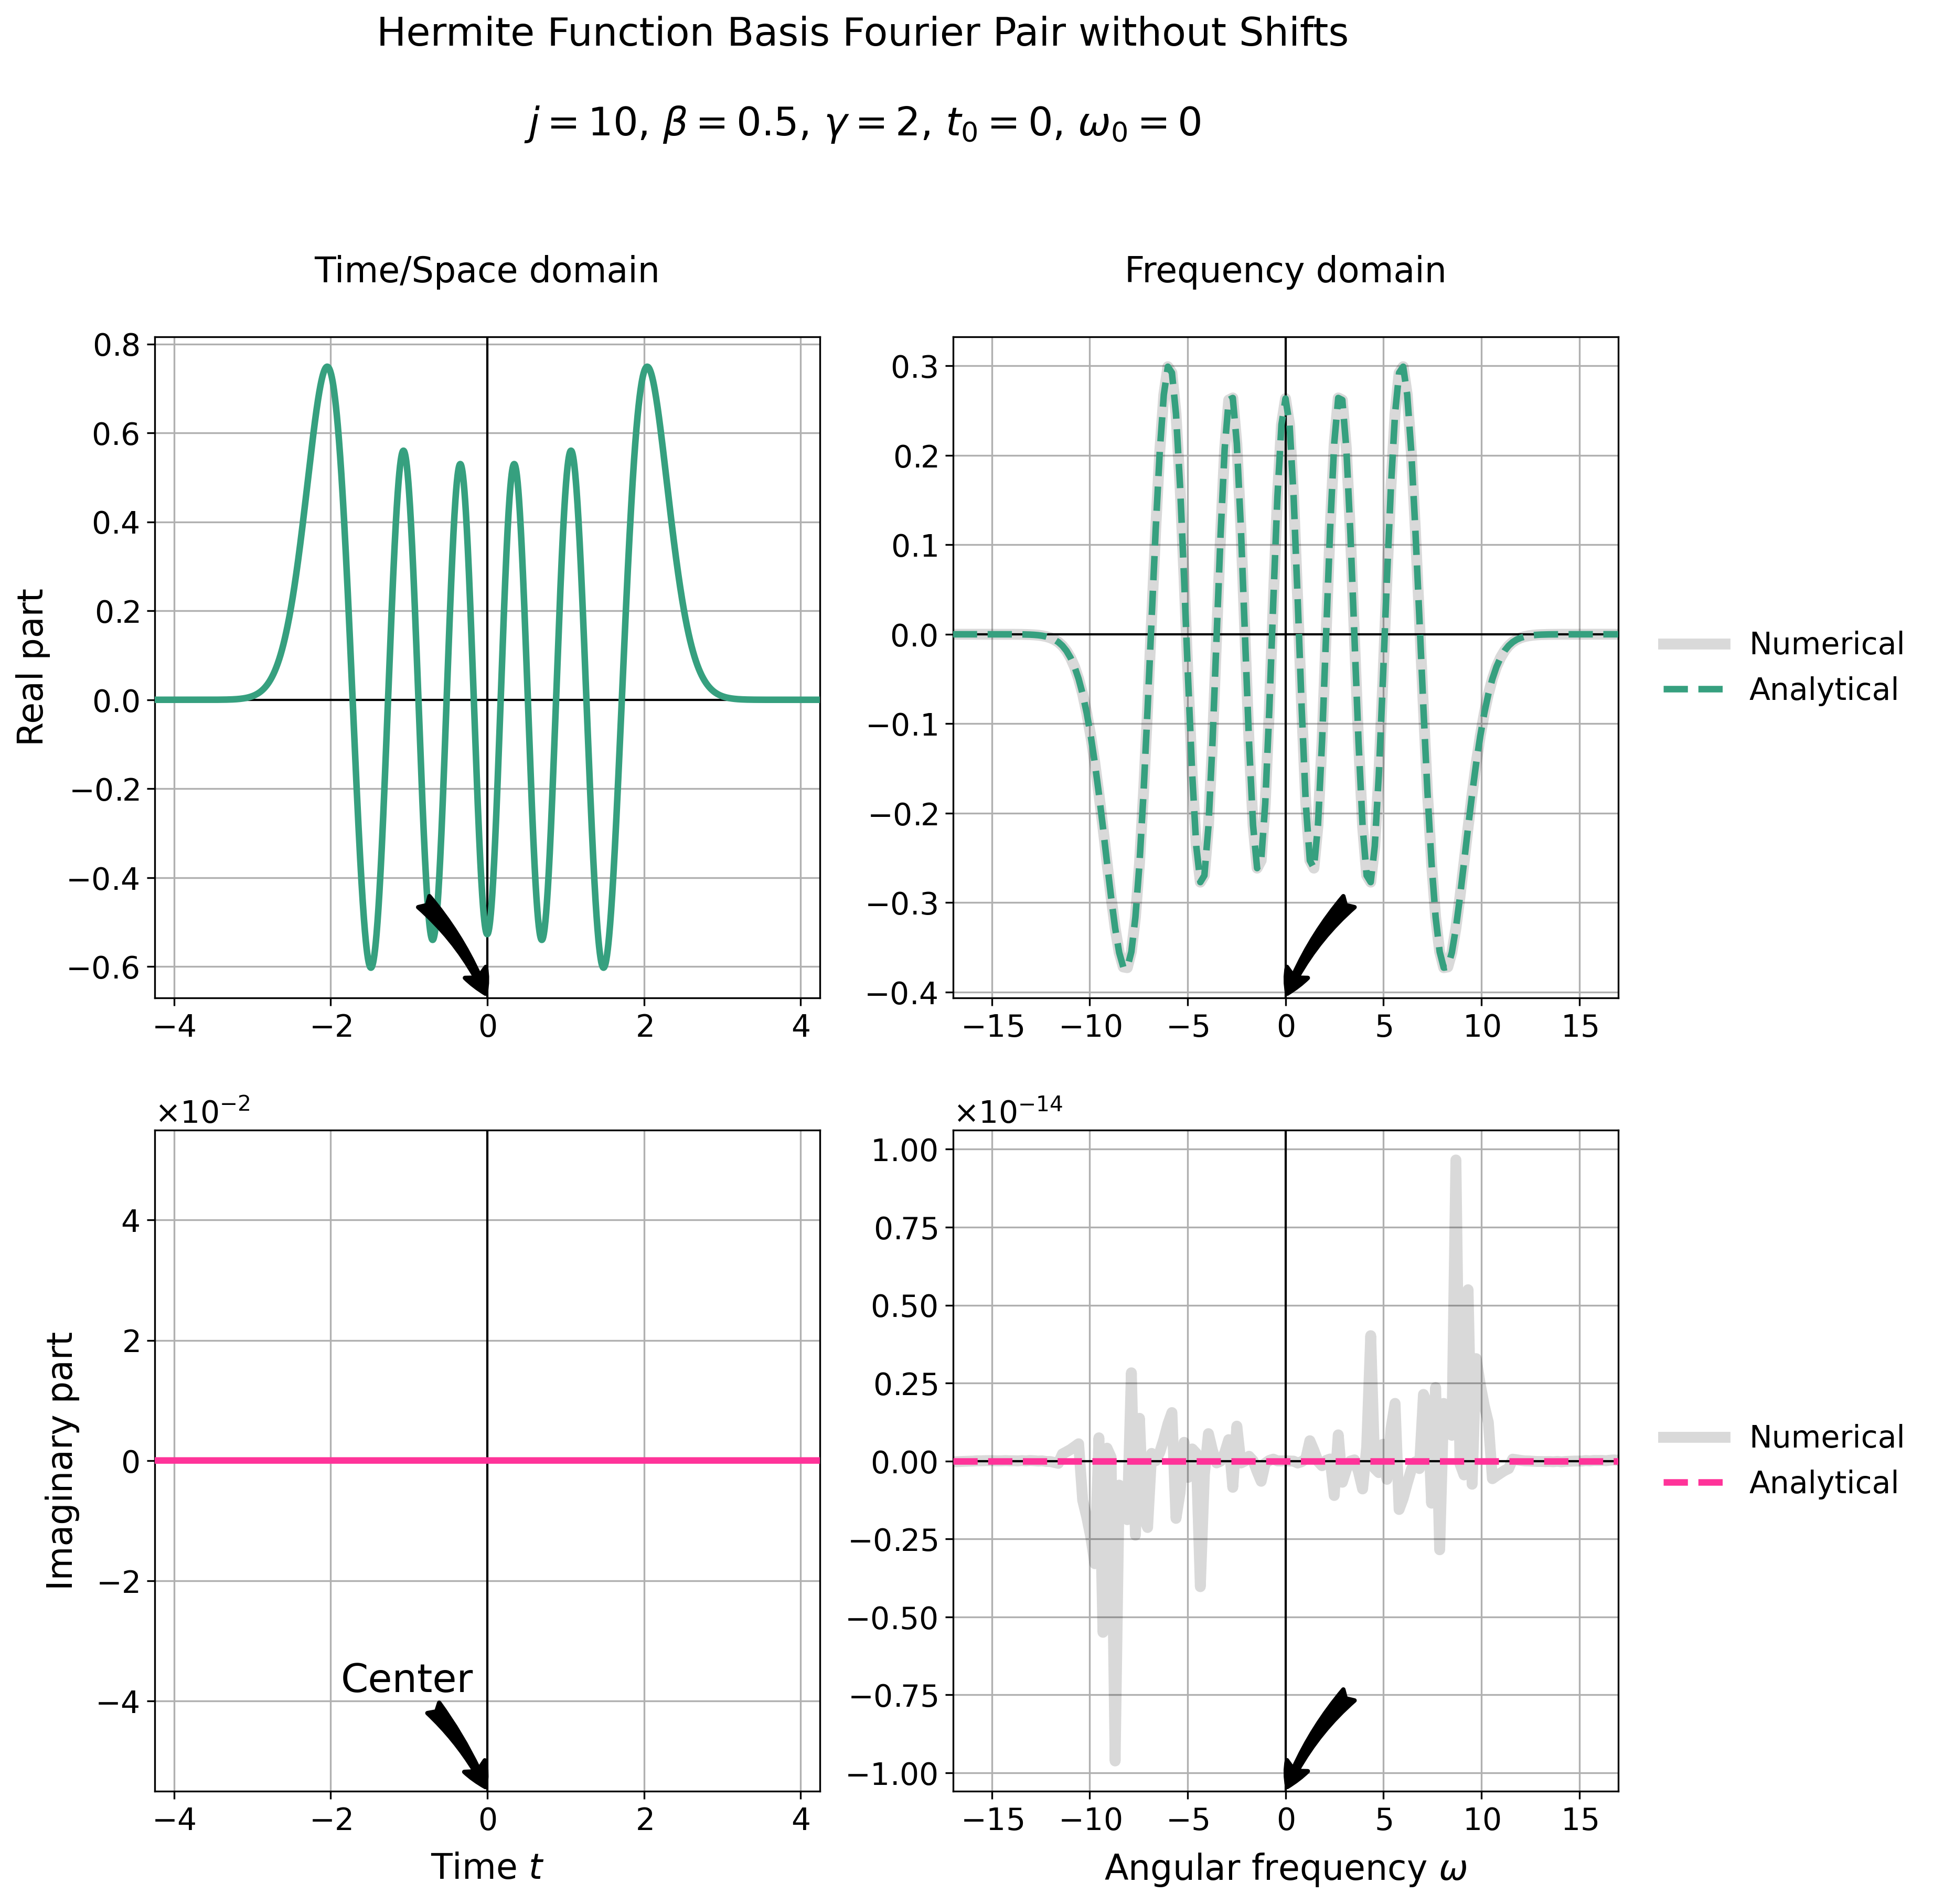 Hermite Function Basis Fourier Pair without Shifts
j = 10, β = 0.5, γ = 2, t₀ = 0, ω₀ = 0
Time/Space domain
Frequency domain
Real part
0.8
0.6
0.4
0.2
0.0
−0.2
−0.4
−0.6
−4 −2 0 2 4
0.3
0.2
0.1
0.0
−0.1
−0.2
−0.3
−0.4
−15 −10 −5 0 5 10 15
Numerical
Analytical
Imaginary part
×10⁻²
4
2
0
−2
−4
Center
−4 −2 0 2 4
Time t
×10⁻¹⁴
1.00
0.75
0.50
0.25
0.00
−0.25
−0.50
−0.75
−1.00
−15 −10 −5 0 5 10 15
Angular frequency ω
Numerical
Analytical